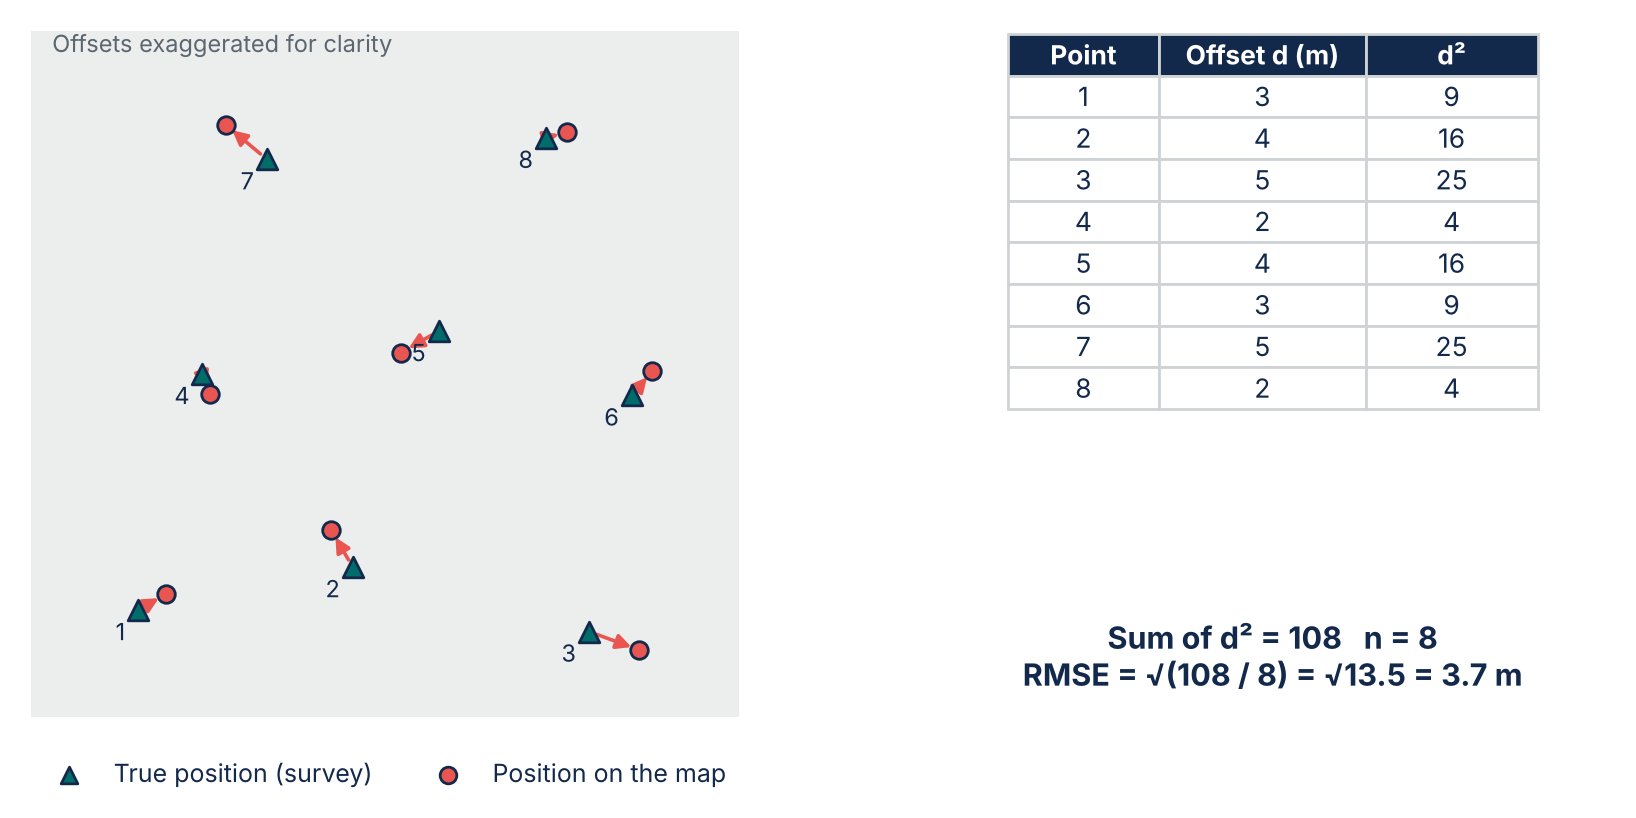 Offsets exaggerated for clarity
7
8
5
4
6
2
1
3
True position (survey)
Position on the map
Point Offset d (m) d²
1 3 9
2 4 16
3 5 25
4 2 4
5 4 16
6 3 9
7 5 25
8 2 4
Sum of d² = 108 n = 8
RMSE = √(108 / 8) = √13.5 = 3.7 m